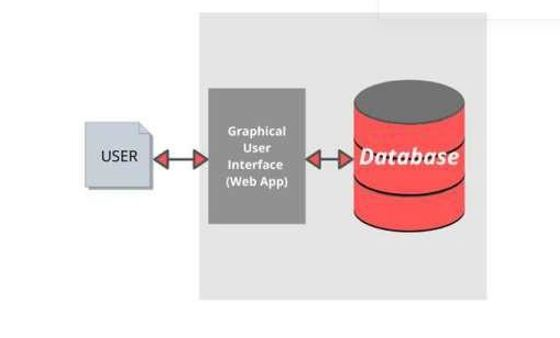 USER
Graphical
User
Interface
(Web App)
Database